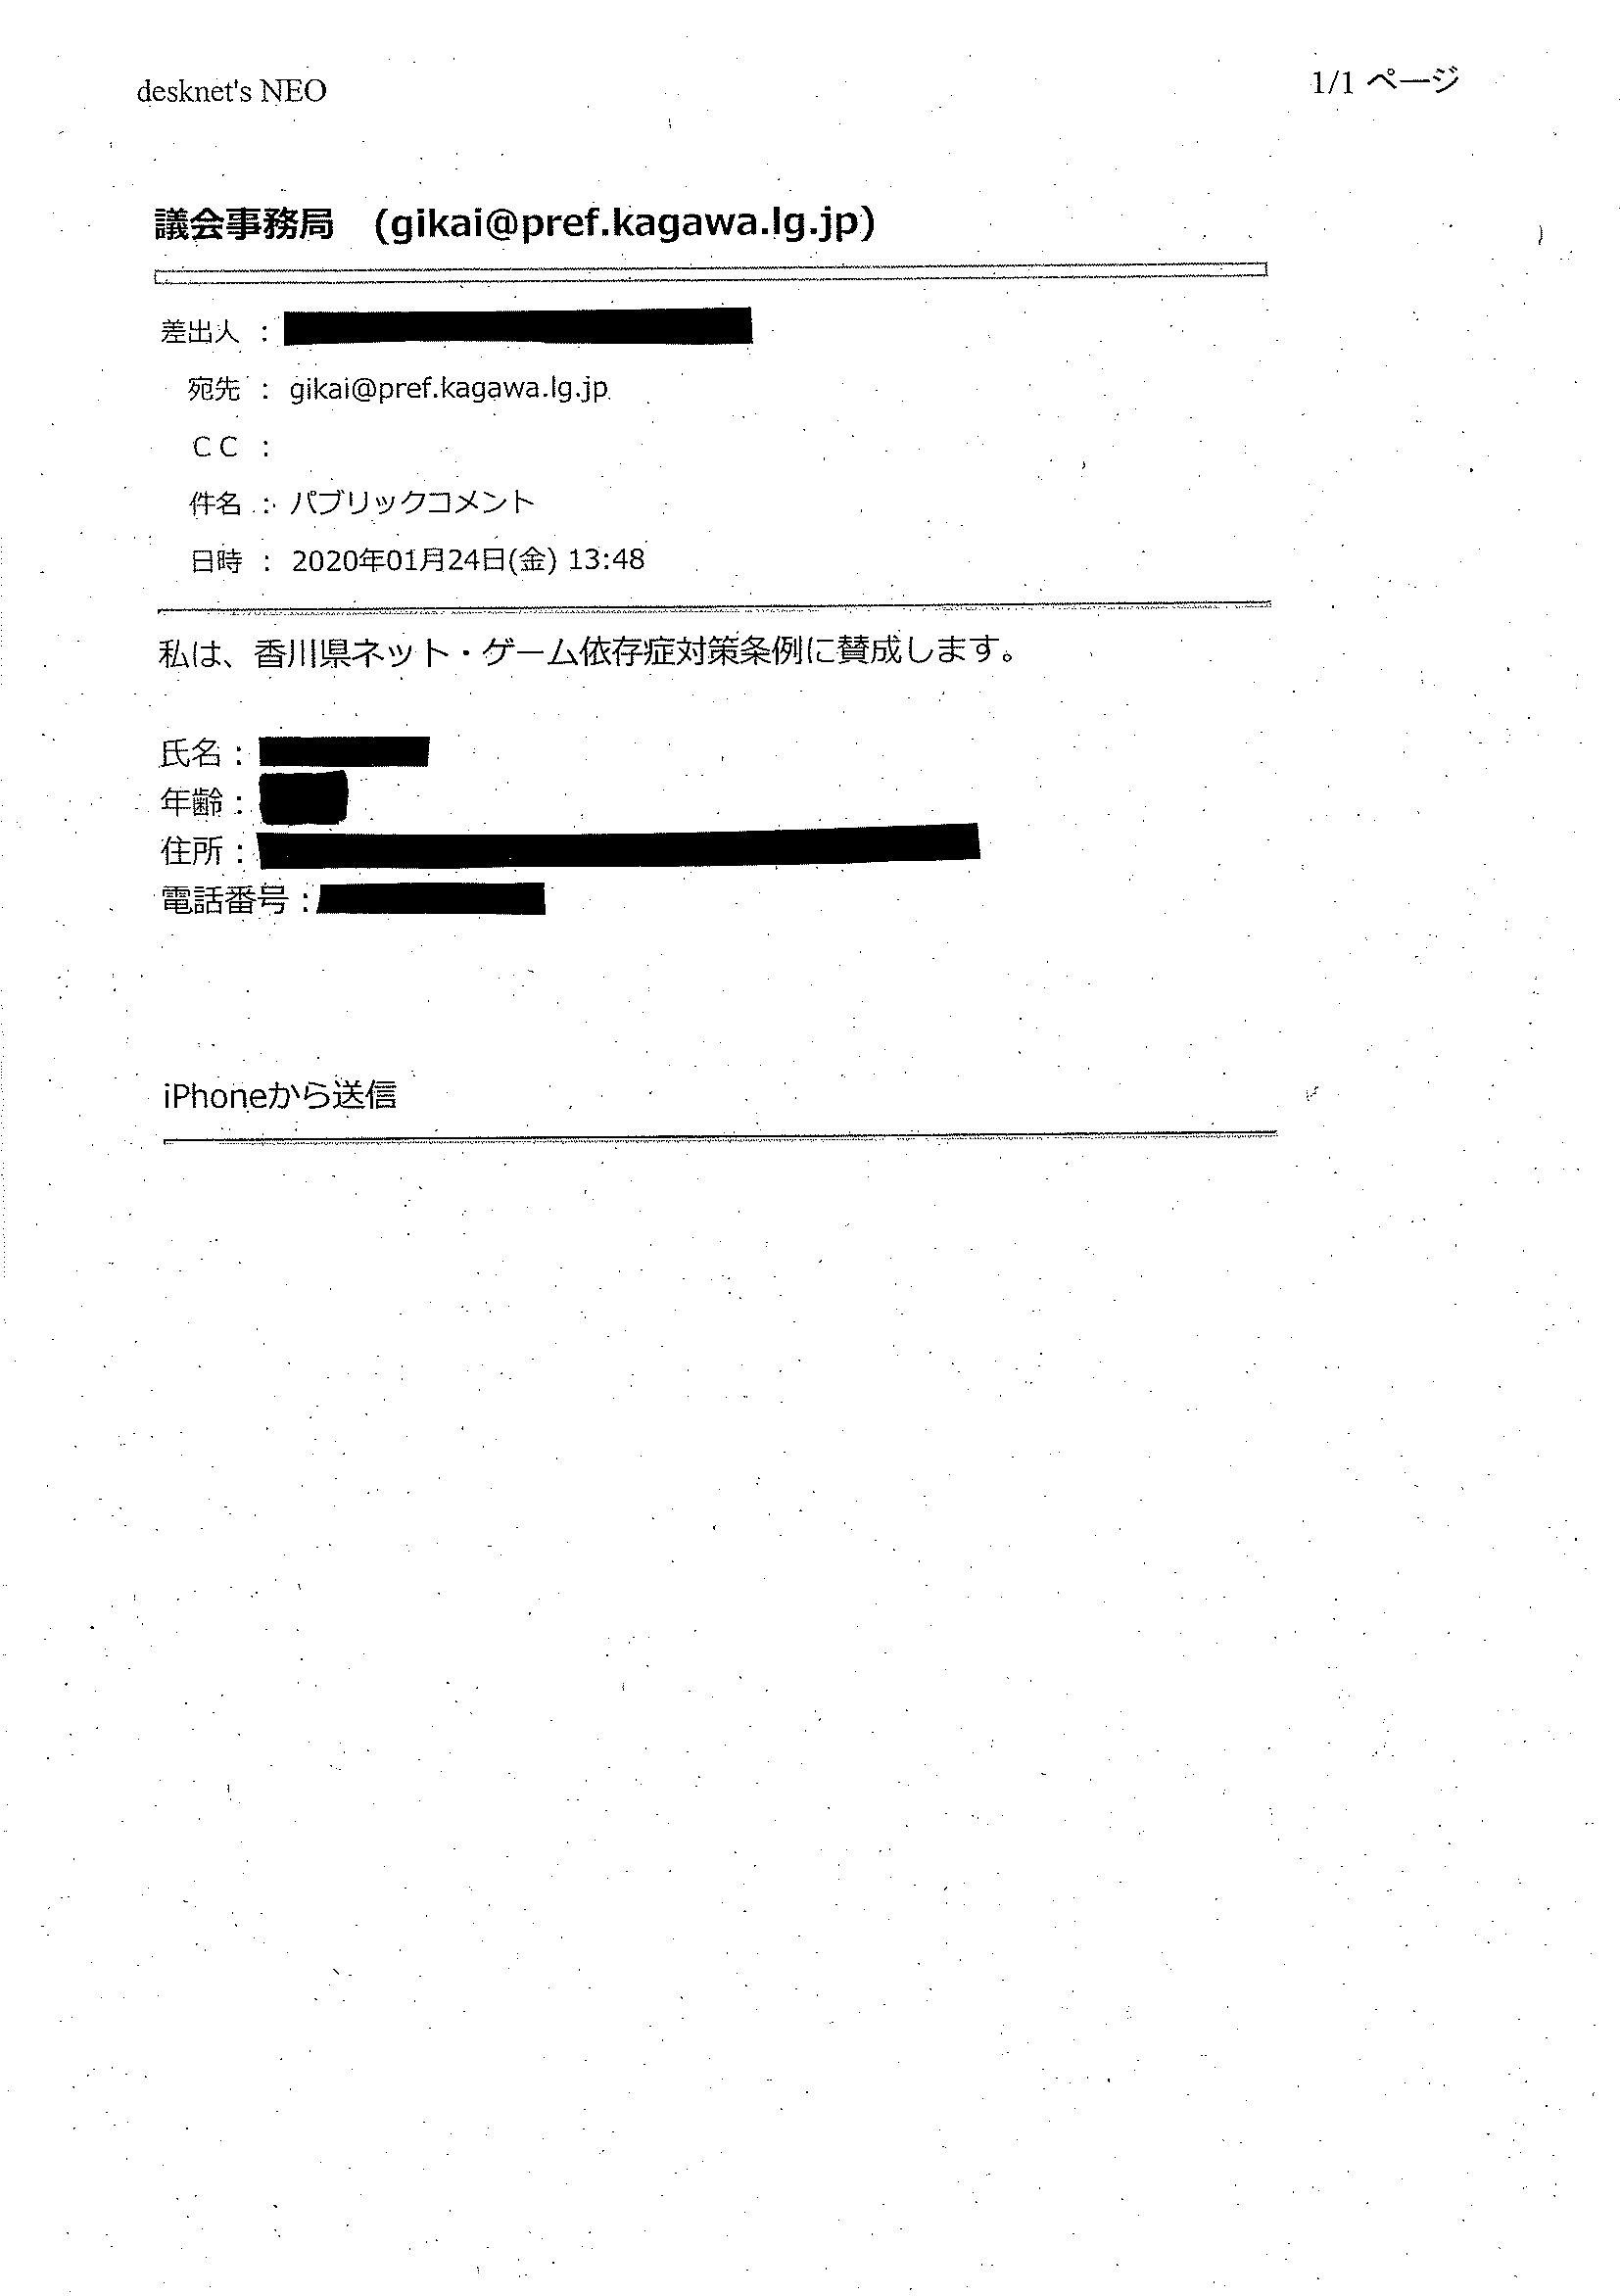 desknet's NEO
1/1 ページ
議会事務局　(gikai@pref.kagawa.lg.jp)
差出人 ：
宛先 ： gikai@pref.kagawa.lg.jp
ＣＣ ：
件名 ： パブリックコメント
日時 ： 2020年01月24日(金) 13:48
私は、香川県ネット・ゲーム依存症対策条例に賛成します。
氏名：
年齢：
住所：
電話番号：
iPhoneから送信